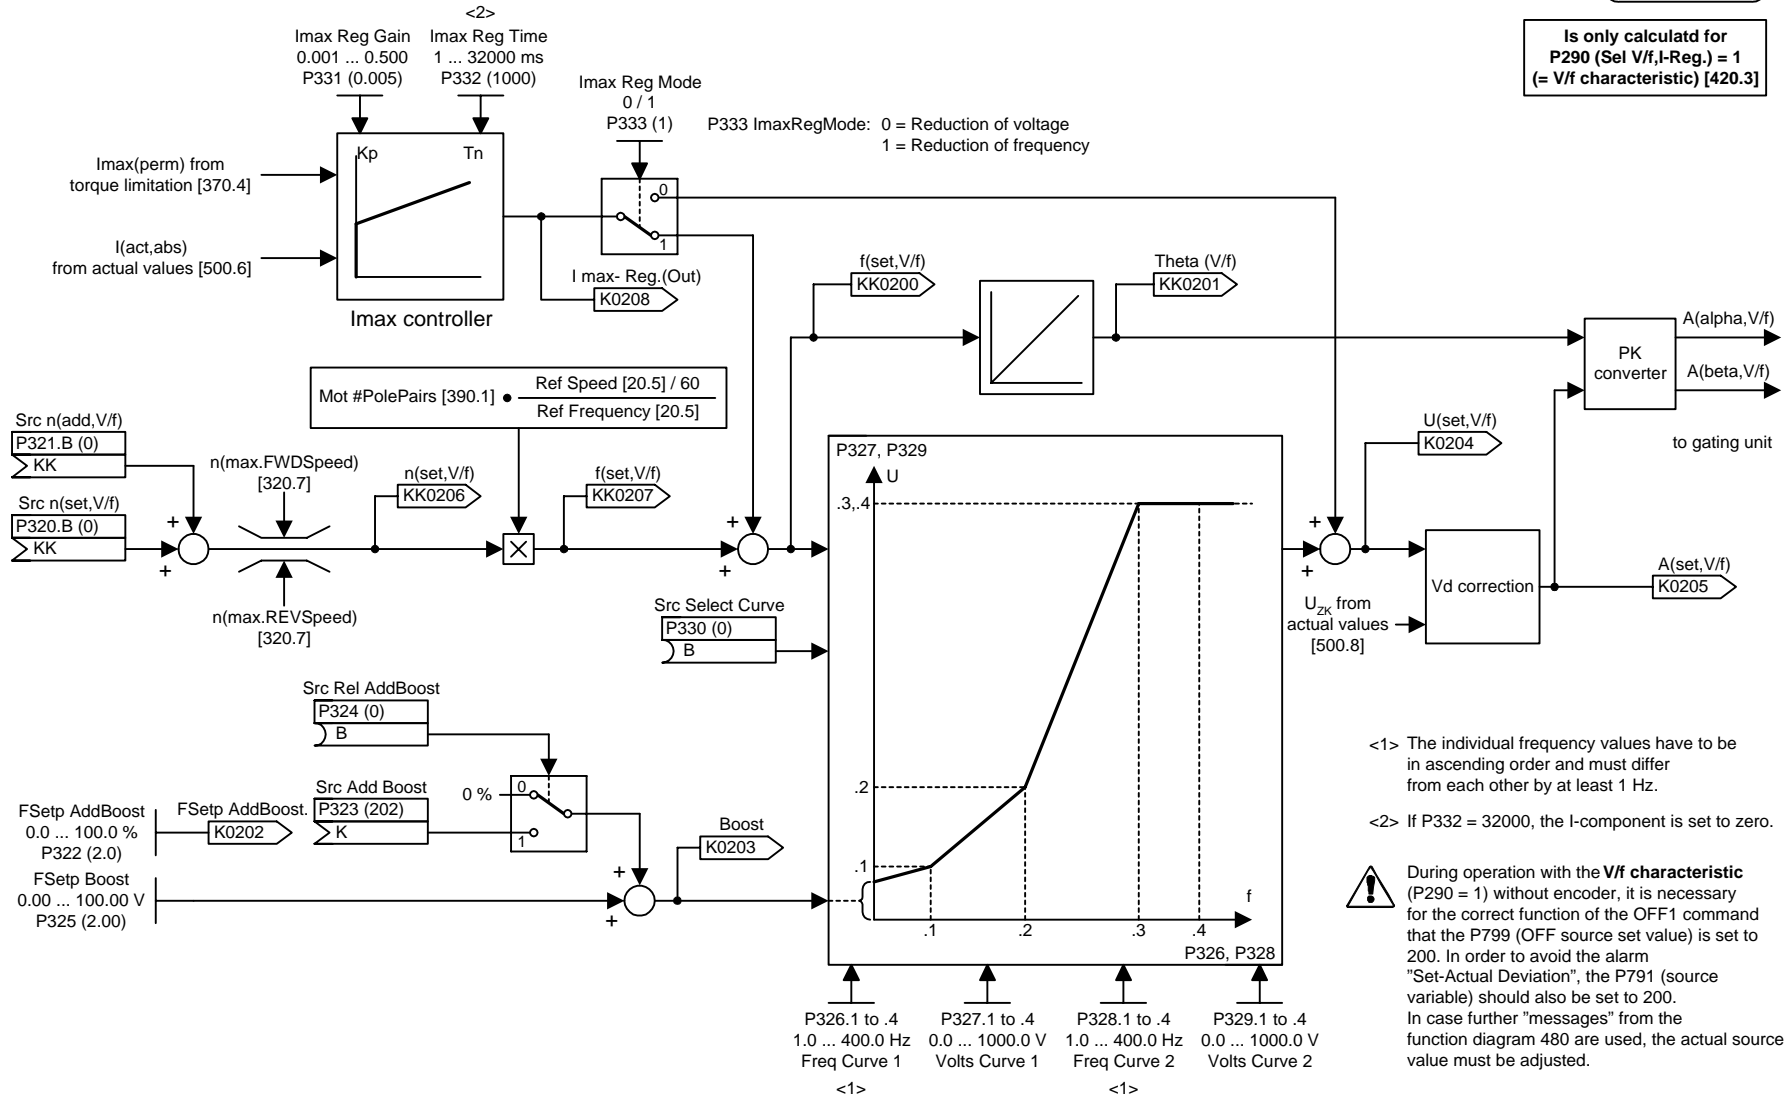 <2>
Imax Reg Gain
0.001 ... 0.500
P331 (0.005)
Imax Reg Time
1 ... 32000 ms
P332 (1000)
Imax Reg Mode
0 / 1
P333 (1)
P333 ImaxRegMode: 0 = Reduction of voltage
1 = Reduction of frequency
Is only calculatd for
P290 (Sel V/f,I-Reg.) = 1
(= V/f characteristic) [420.3]
Kp
Tn
Imax(perm) from
torque limitation [370.4]
I(act,abs)
from actual values [500.6]
Imax controller
0
1
I max- Reg.(Out)
K0208
f(set,V/f)
KK0200
Theta (V/f)
KK0201
PK
converter
A(alpha,V/f)
A(beta,V/f)
to gating unit
Mot #PolePairs [390.1] •
Ref Speed [20.5] / 60
Ref Frequency [20.5]
Src n(add,V/f)
P321.B (0)
KK
Src n(set,V/f)
P320.B (0)
KK
+
+
n(max.FWDSpeed)
[320.7]
n(max.REVSpeed)
[320.7]
n(set,V/f)
KK0206
X
f(set,V/f)
KK0207
+
+
Src Select Curve
P330 (0)
B
P327, P329
U
.3,.4
.2
.1
.1
.2
.3
.4
f
P326, P328
+
+
U(set,V/f)
K0204
UZK from
actual values
[500.8]
Vd correction
A(set,V/f)
K0205
Src Rel AddBoost
P324 (0)
B
Src Add Boost
P323 (202)
K
0 %
0
1
FSetp AddBoost
0.0 ... 100.0 %
P322 (2.0)
FSetp AddBoost.
K0202
FSetp Boost
0.00 ... 100.00 V
P325 (2.00)
+
+
Boost
K0203
P326.1 to .4
1.0 ... 400.0 Hz
Freq Curve 1
<1>
P327.1 to .4
0.0 ... 1000.0 V
Volts Curve 1
P328.1 to .4
1.0 ... 400.0 Hz
Freq Curve 2
<1>
P329.1 to .4
0.0 ... 1000.0 V
Volts Curve 2
<1> The individual frequency values have to be
in ascending order and must differ
from each other by at least 1 Hz.
<2> If P332 = 32000, the I-component is set to zero.
During operation with the V/f characteristic
(P290 = 1) without encoder, it is necessary
for the correct function of the OFF1 command
that the P799 (OFF source set value) is set to
200. In order to avoid the alarm
"Set-Actual Deviation", the P791 (source
variable) should also be set to 200.
In case further "messages" from the
function diagram 480 are used, the actual source
value must be adjusted.